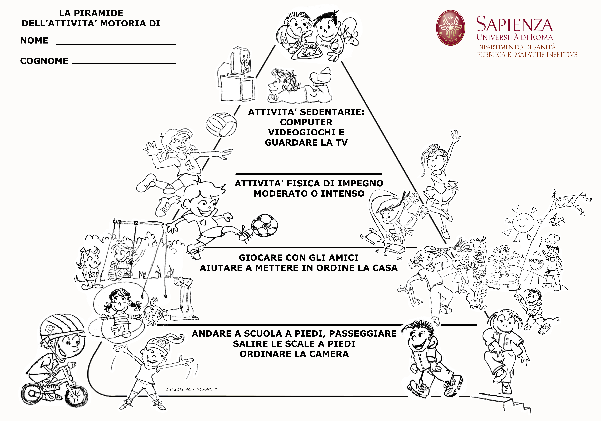 LA PIRAMIDE
DELL'ATTIVITA' MOTORIA DI
NOME
COGNOME
SAPIENZA
UNIVERSITÀ DI ROMA
ATTIVITA' SEDENTARIE:
COMPUTER
VIDEOGIOCHI E
GUARDARE LA TV
ATTIVITA' FISICA DI IMPEGNO
MODERATO O INTENSO
GIOCARE CON GLI AMICI
AIUTARE A METTERE IN ORDINE LA CASA
ANDARE A SCUOLA A PIEDI, PASSEGGIARE
SALIRE LE SCALE A PIEDI
ORDINARE LA CAMERA